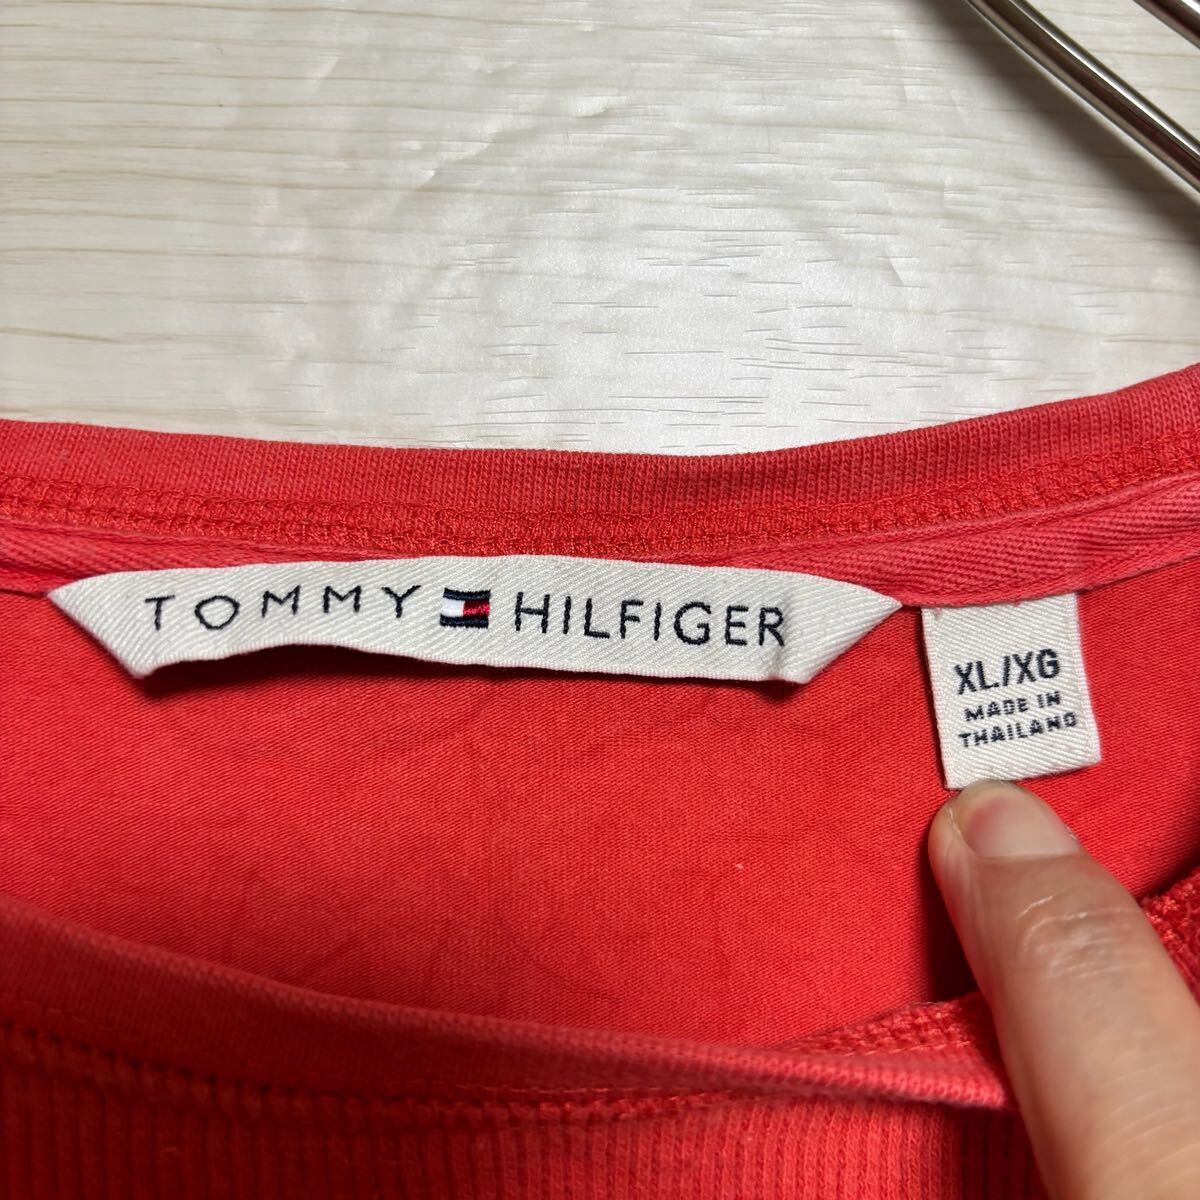 TOMMY HILFIGER
XL/XG
MADE IN
THAILAND